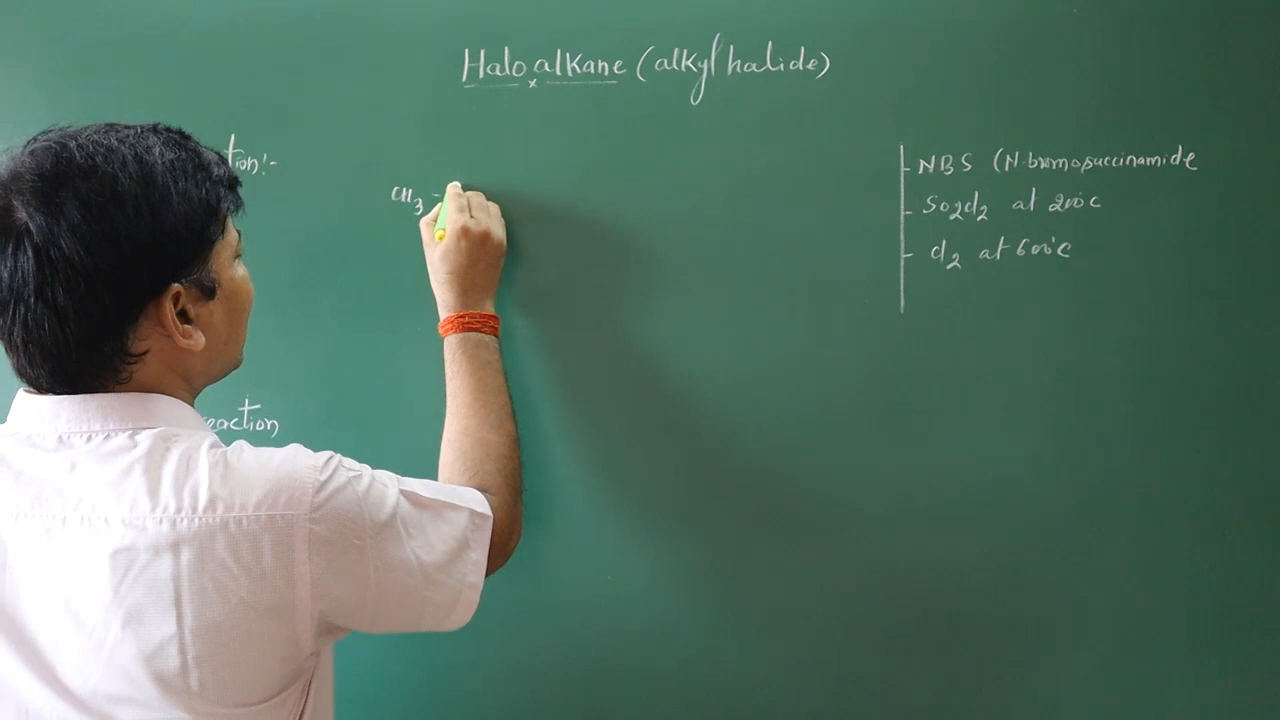 Halo alkane (alkyl halide)
x
tion:-
CH3 -
- NBS (N-bromosuccinamide
- SO2Cl2 at 200°C
- Cl2 at 600°C
eaction